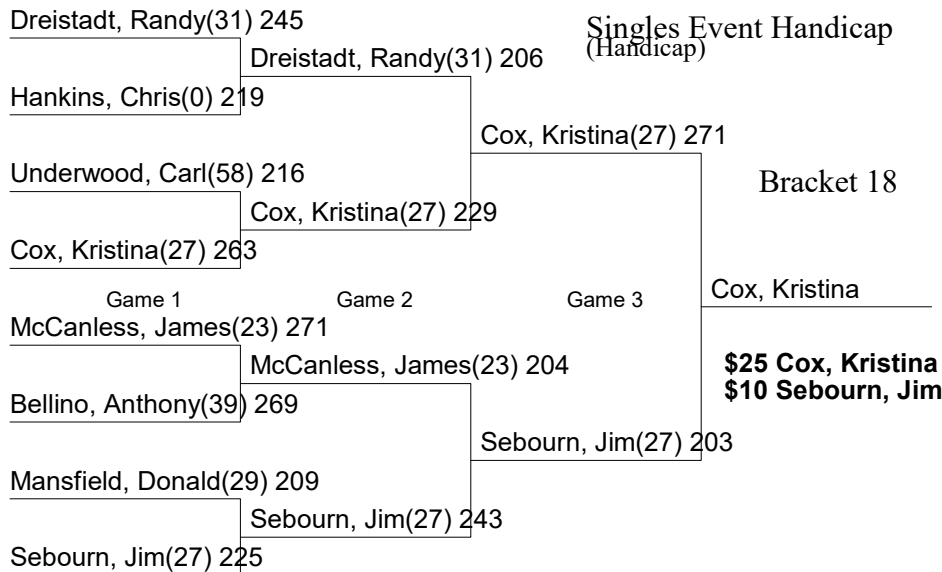 Dreistadt, Randy(31) 245
Singles Event Handicap
(Handicap)
Dreistadt, Randy(31) 206
Hankins, Chris(0) 219
Cox, Kristina(27) 271
Underwood, Carl(58) 216
Bracket 18
Cox, Kristina(27) 229
Cox, Kristina(27) 263
Game 1
Game 2
Game 3
Cox, Kristina
McCanless, James(23) 271
McCanless, James(23) 204
$25 Cox, Kristina
$10 Sebourn, Jim
Bellino, Anthony(39) 269
Sebourn, Jim(27) 203
Mansfield, Donald(29) 209
Sebourn, Jim(27) 243
Sebourn, Jim(27) 225